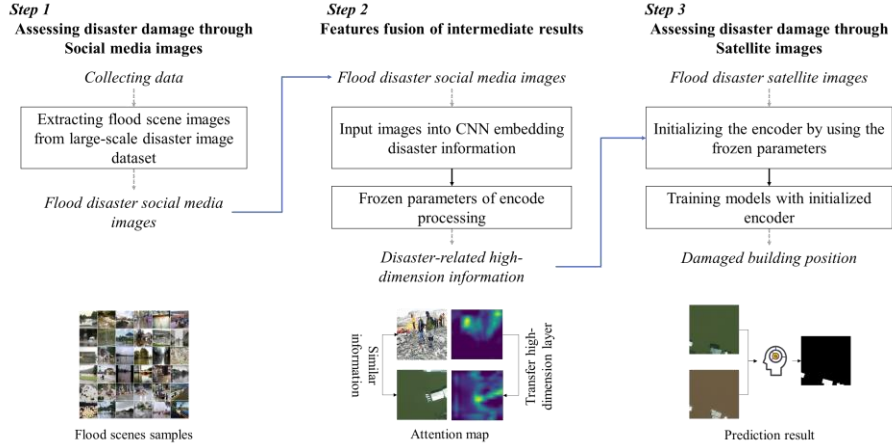 Step 1
Assessing disaster damage through
Social media images
Collecting data
Extracting flood scene images
from large-scale disaster image
dataset
Flood disaster social media
images
Flood scenes samples
Step 2
Features fusion of intermediate results
Flood disaster social media images
Input images into CNN embedding
disaster information
Frozen parameters of encode
processing
Disaster-related high-
dimension information
Similar
information
Transfer high-
dimension layer
Attention map
Step 3
Assessing disaster damage through
Satellite images
Flood disaster satellite images
Initializing the encoder by using the
frozen parameters
Training models with initialized
encoder
Damaged building position
Prediction result